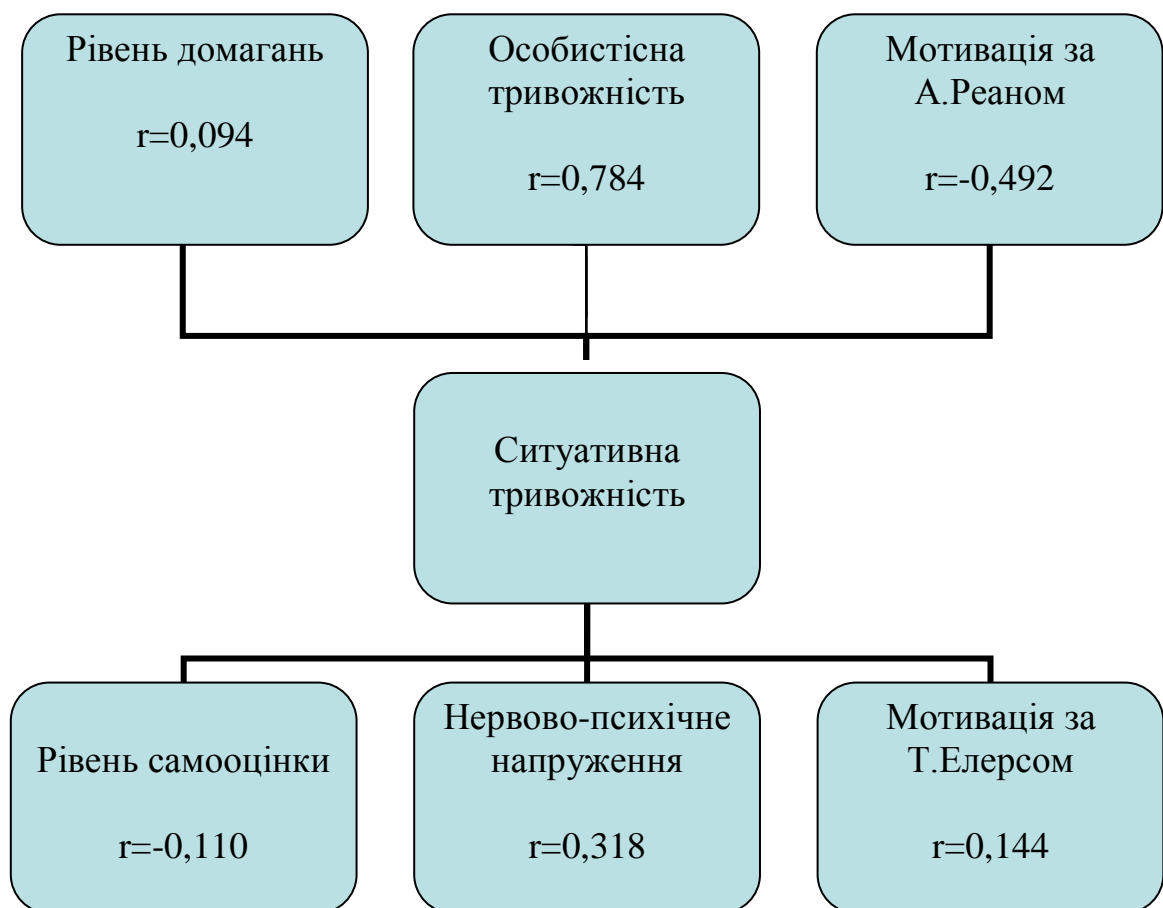 Рівень домагань
r=0,094
Особистісна
тривожність
r=0,784
Мотивація за
А.Реаном
r=-0,492
Ситуативна
тривожність
Рівень самооцінки
r=-0,110
Нервово-психічне
напруження
r=0,318
Мотивація за
Т.Елерсом
r=0,144